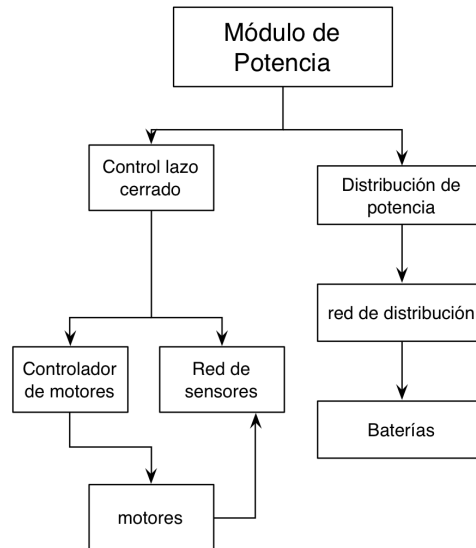 Módulo de
Potencia
Control lazo
cerrado
Distribución de
potencia
red de distribución
Controlador
de motores
Red de
sensores
Baterías
motores